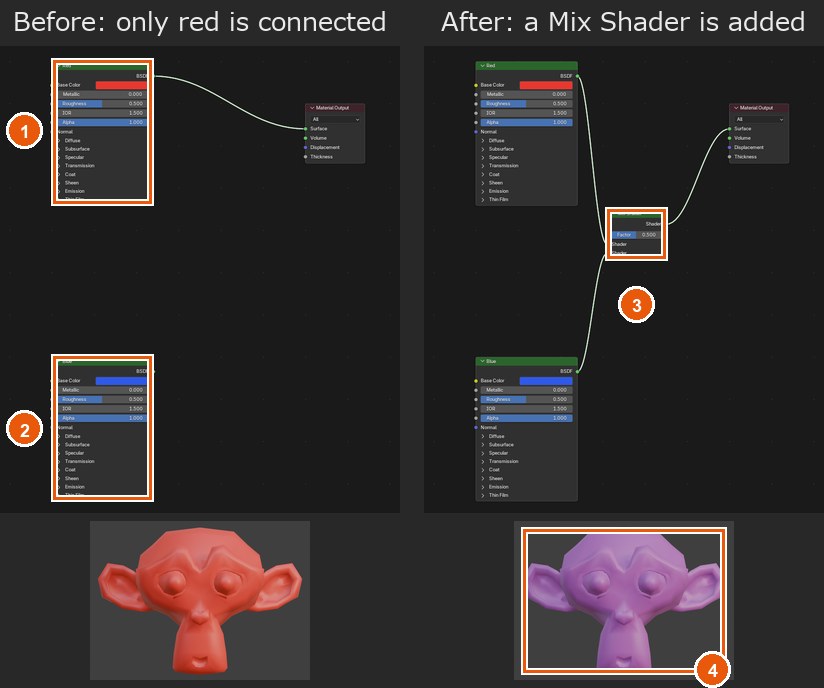 Before: only red is connected
After: a Mix Shader is added
BSDF
Base Color
Metallic 0.000
Roughness 0.500
IOR 1.500
Alpha 1.000
Normal
Diffuse
Subsurface
Specular
Transmission
Coat
Sheen
Emission
Thin Film
1
Material Output
All
Surface
Volume
Displacement
Thickness
BSDF
Base Color
Metallic 0.000
Roughness 0.500
IOR 1.500
Alpha 1.000
Normal
Diffuse
Subsurface
Specular
Transmission
Coat
Sheen
Emission
2
Red
BSDF
Base Color
Metallic 0.000
Roughness 0.500
IOR 1.500
Alpha 1.000
Normal
Diffuse
Subsurface
Specular
Transmission
Coat
Sheen
Emission
Thin Film
Material Output
All
Surface
Volume
Displacement
Thickness
Shader
Factor 0.500
Shader
Shader
3
Blue
BSDF
Base Color
Metallic 0.000
Roughness 0.500
IOR 1.500
Alpha 1.000
Normal
Diffuse
Subsurface
Specular
Transmission
Coat
Sheen
Emission
Thin Film
4